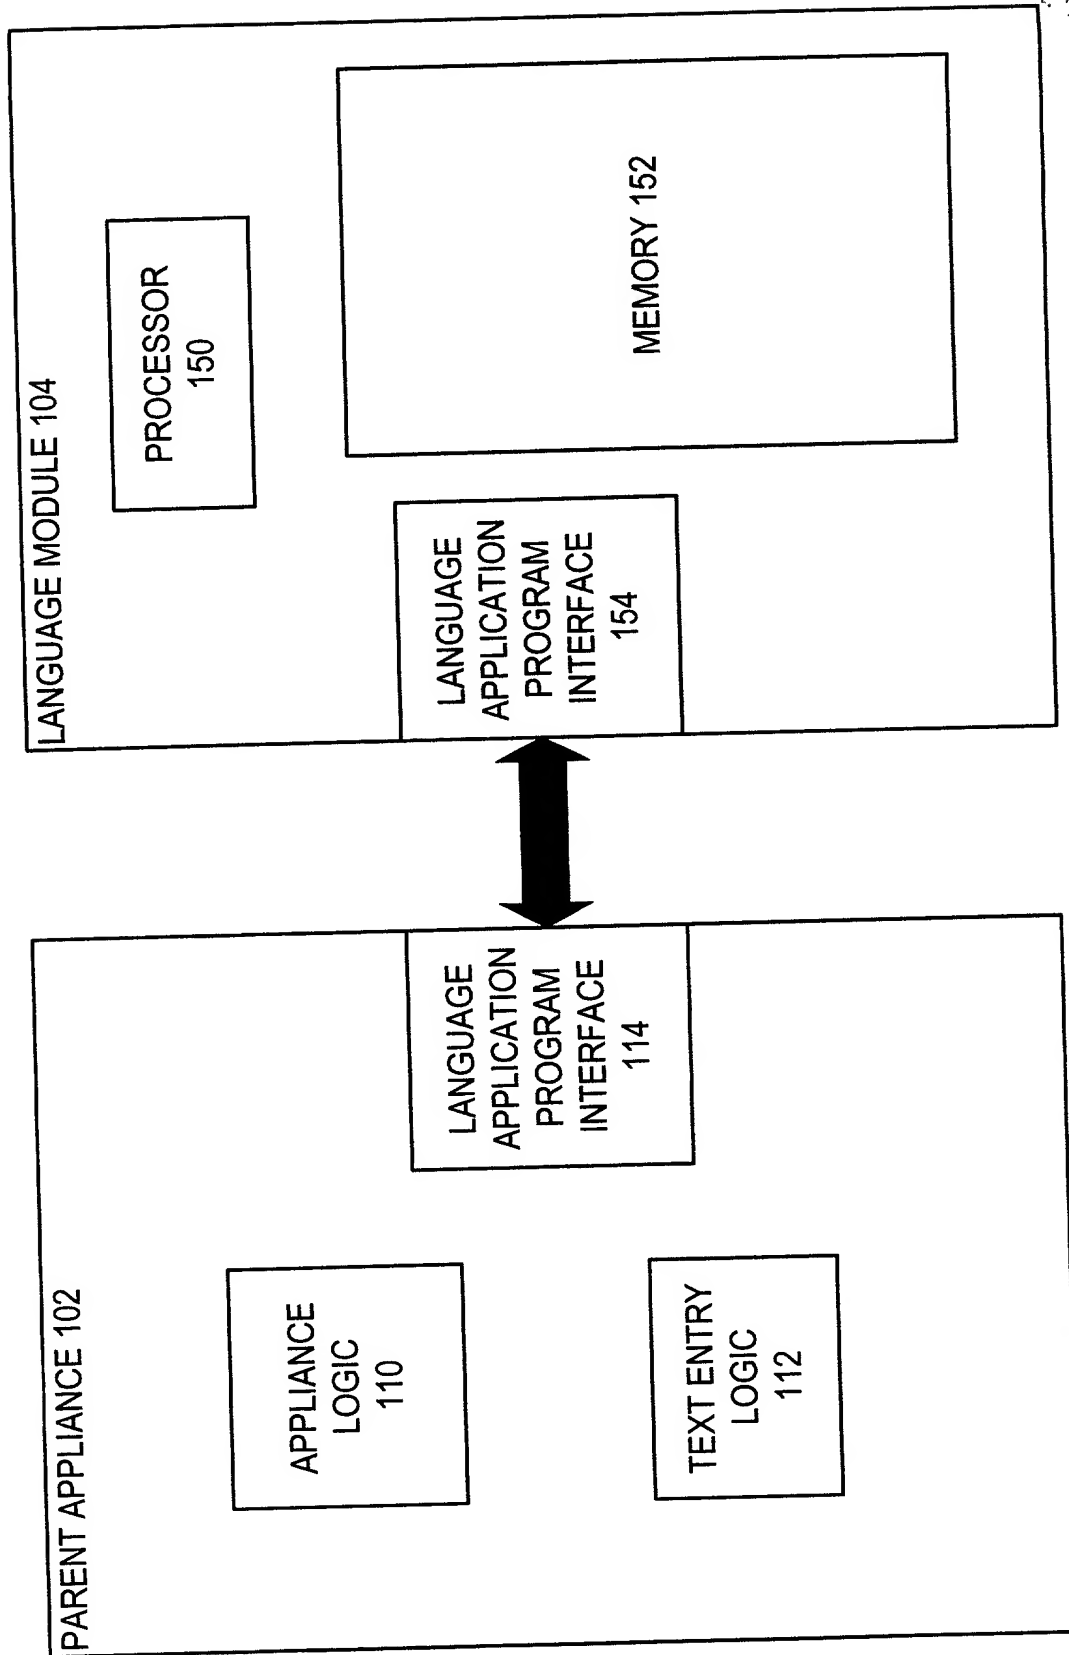 PARENT APPLIANCE 102
APPLIANCE
LOGIC
110
TEXT ENTRY
LOGIC
112
LANGUAGE
APPLICATION
PROGRAM
INTERFACE
114
LANGUAGE MODULE 104
LANGUAGE
APPLICATION
PROGRAM
INTERFACE
154
PROCESSOR
150
MEMORY 152